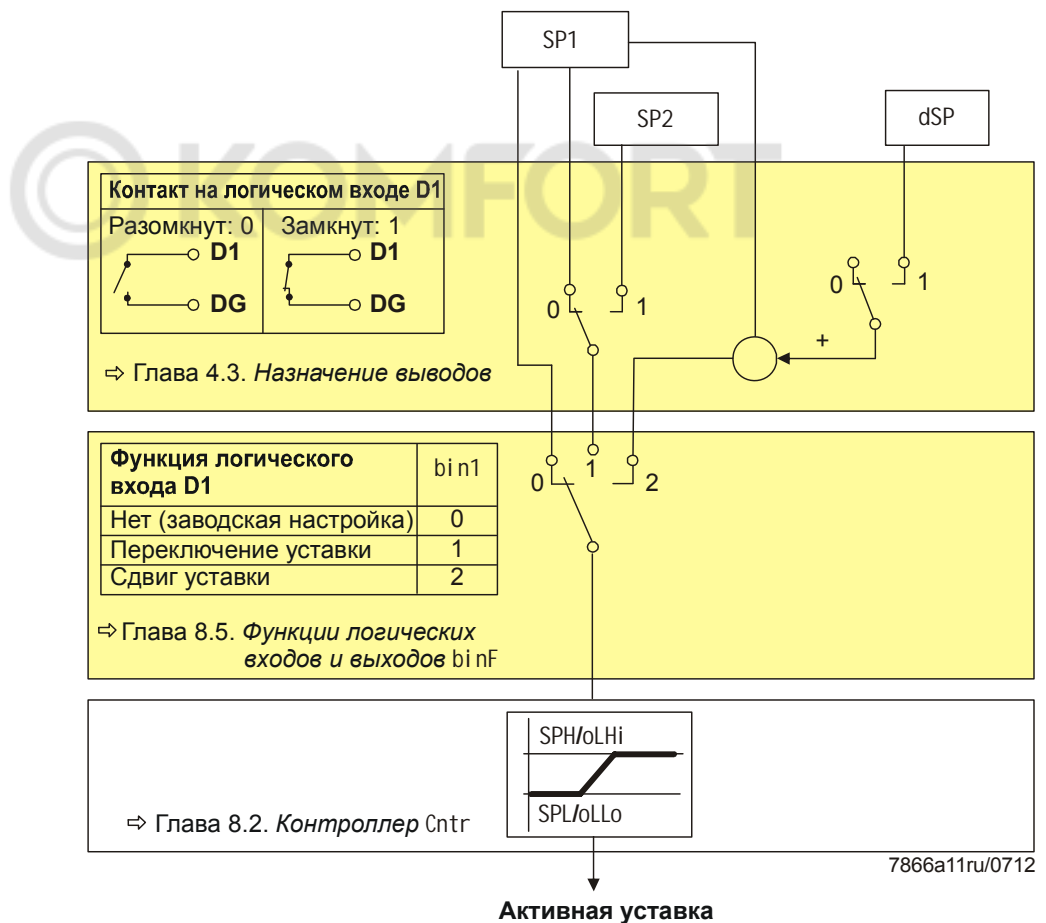 SP1
SP2
dSP
KOMFORT
Контакт на логическом входе D1
Разомкнут: 0
Замкнут: 1
D1
D1
DG
DG
0
1
0
1
+
⇨ Глава 4.3. Назначение выводов
Функция логического
входа D1
bin1
Нет (заводская настройка)
0
Переключение уставки
1
Сдвиг уставки
2
0
1
2
⇨ Глава 8.5. Функции логических
входов и выходов binF
SPH/oLHi
SPL/oLLo
⇨ Глава 8.2. Контроллер Cntr
7866a11ru/0712
Активная уставка